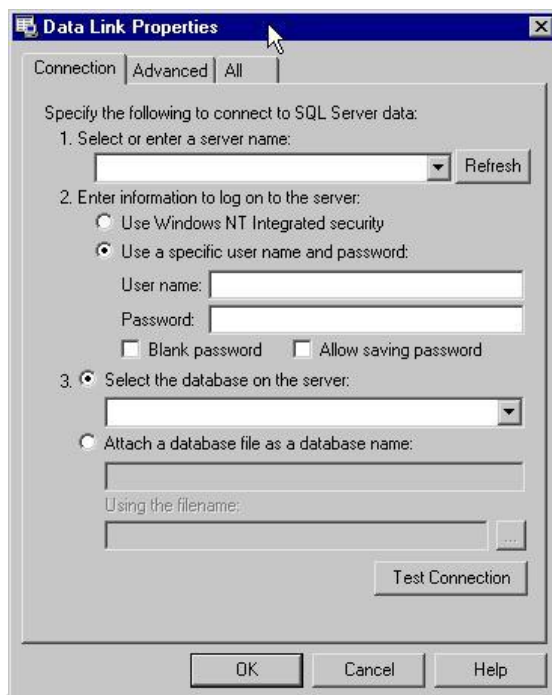 Data Link Properties
Connection Advanced All
Specify the following to connect to SQL Server data:
1. Select or enter a server name:
Refresh
2. Enter information to log on to the server:
Use Windows NT Integrated security
Use a specific user name and password:
User name:
Password:
Blank password Allow saving password
3. Select the database on the server:
Attach a database file as a database name:
Using the filename:
...
Test Connection
OK Cancel Help